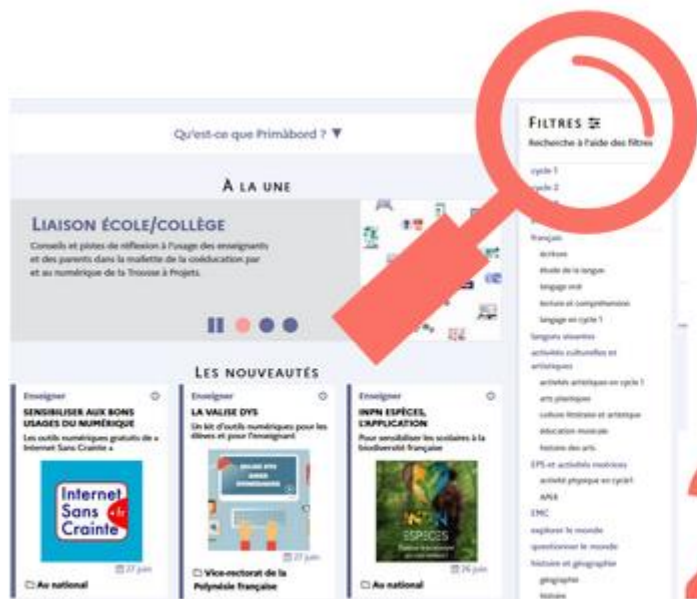 Qu'est-ce que Primàbord ? ▼
À LA UNE
LIAISON ÉCOLE/COLLÈGE
Conseils et pistes de réflexion à l'usage des enseignants
et des parents dans la mallette de la coéducation par
et au numérique de la Trousse à Projets.
LES NOUVEAUTÉS
Enseigner
SENSIBILISER AUX BONS
USAGES DU NUMÉRIQUE
Les outils numériques gratuits de «
Internet Sans Crainte »
Internet
Sans
Crainte
.fr
27 juin
Au national
Enseigner
LA VALISE DYS
Un kit d'outils numériques pour les
élèves et pour l'enseignant
VALISE DYS
27 juin
Vice-rectorat de la
Polynésie française
Enseigner
INPN ESPÈCES,
L'APPLICATION
Pour sensibiliser les scolaires à la
biodiversité française
INPN
ESPÈCES
26 juin
Au national
FILTRES
Recherche à l'aide des filtres
cycle 1
cycle 2
français
écriture
étude de la langue
langage oral
lecture et compréhension
langage en cycle 1
langues vivantes
activités culturelles et
artistiques
activités artistiques en cycle 1
arts plastiques
culture littéraire et artistique
éducation musicale
histoire des arts
EPS et activités motrices
activité physique en cycle1
APER
EMC
explorer le monde
questionner le monde
histoire et géographie
géographie
histoire